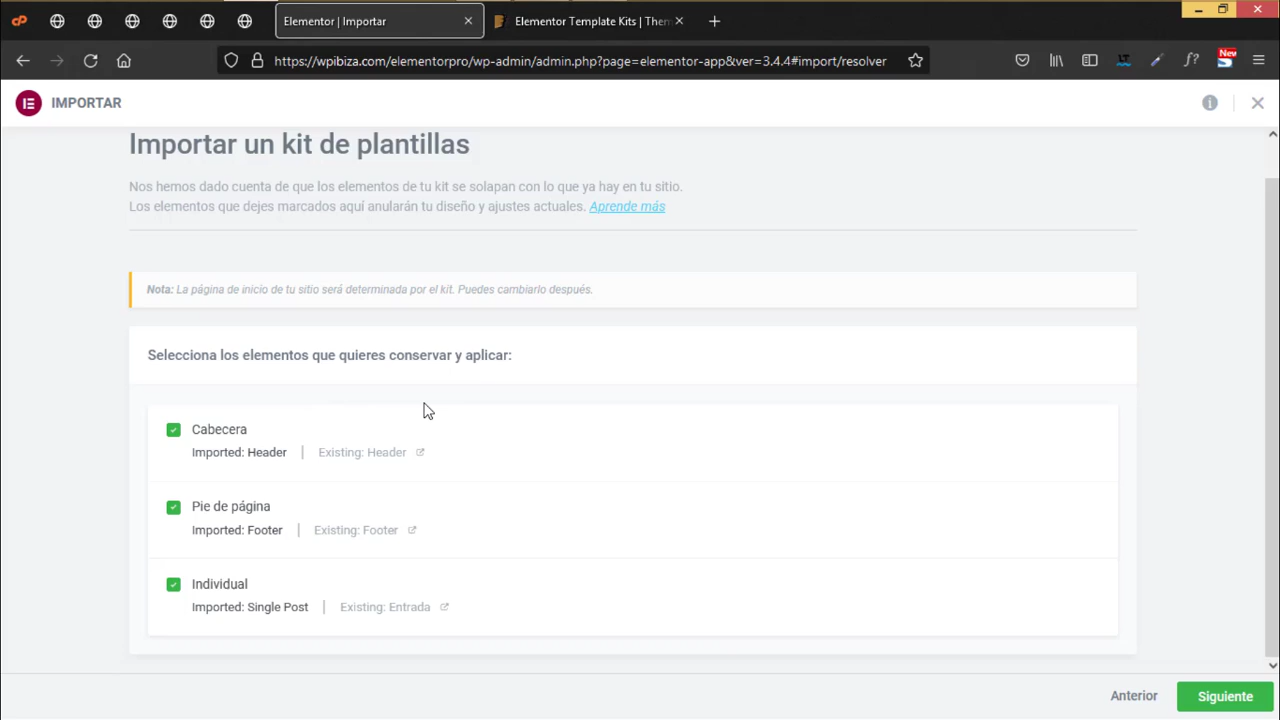 Elementor | Importar
Elementor Template Kits | Them
https://wpibiza.com/elementorpro/wp-admin/admin.php?page=elementor-app&ver=3.4.4#import/resolver
New
IMPORTAR
Importar un kit de plantillas
Nos hemos dado cuenta de que los elementos de tu kit se solapan con lo que ya hay en tu sitio.
Los elementos que dejes marcados aquí anularán tu diseño y ajustes actuales. Aprende más
Nota: La página de inicio de tu sitio será determinada por el kit. Puedes cambiarlo después.
Selecciona los elementos que quieres conservar y aplicar:
Cabecera
Imported: Header | Existing: Header
Pie de página
Imported: Footer | Existing: Footer
Individual
Imported: Single Post | Existing: Entrada
Anterior
Siguiente